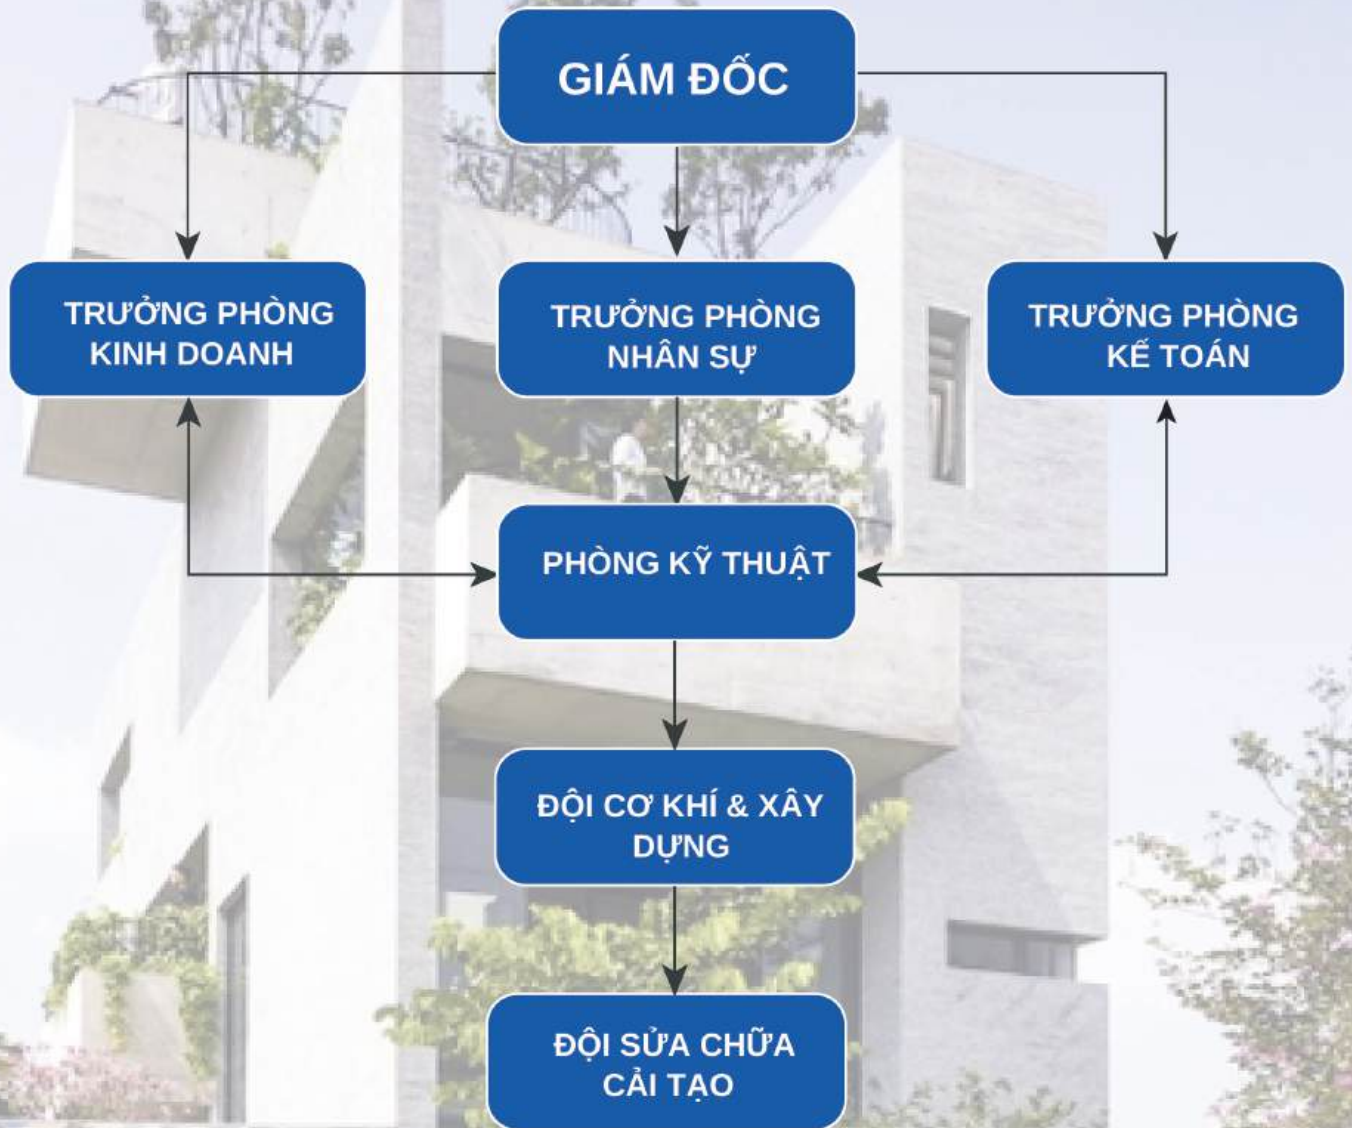 GIÁM ĐỐC
TRƯỞNG PHÒNG
KINH DOANH
TRƯỞNG PHÒNG
NHÂN SỰ
TRƯỞNG PHÒNG
KẾ TOÁN
PHÒNG KỸ THUẬT
ĐỘI CƠ KHÍ & XÂY
DỰNG
ĐỘI SỬA CHỮA
CẢI TẠO